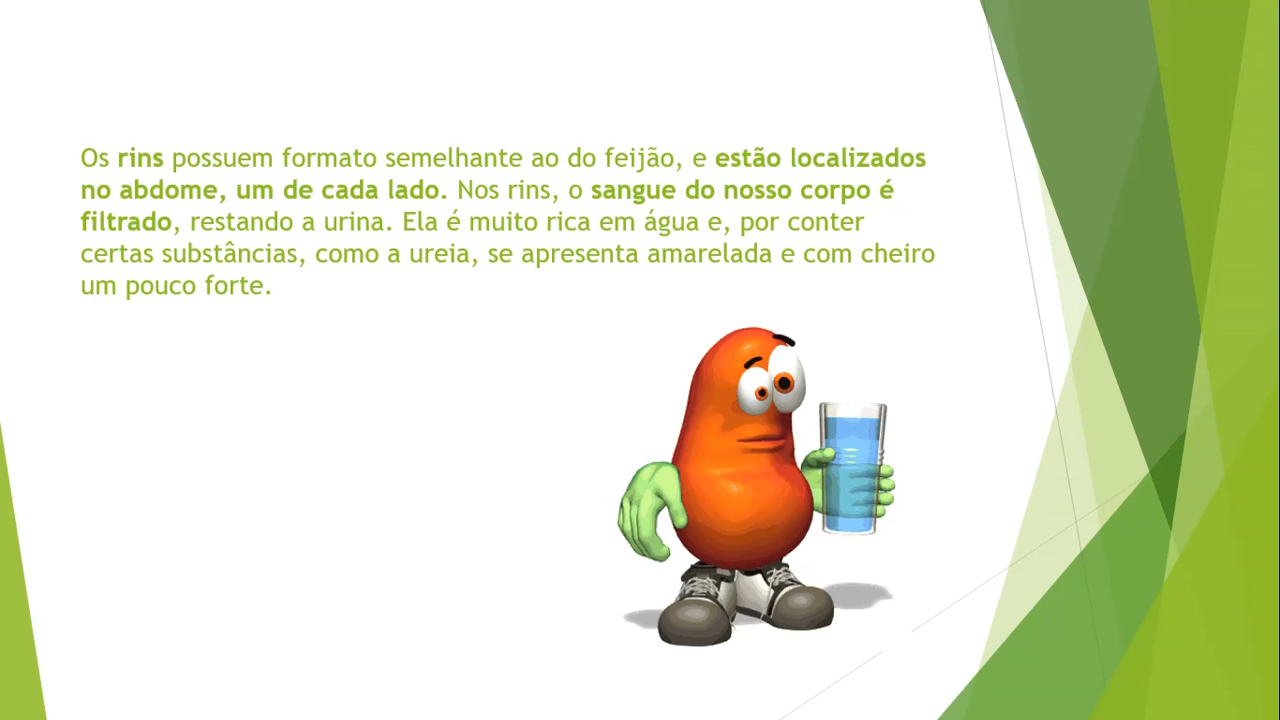 Os rins possuem formato semelhante ao do feijão, e estão localizados
no abdome, um de cada lado. Nos rins, o sangue do nosso corpo é
filtrado, restando a urina. Ela é muito rica em água e, por conter
certas substâncias, como a ureia, se apresenta amarelada e com cheiro
um pouco forte.